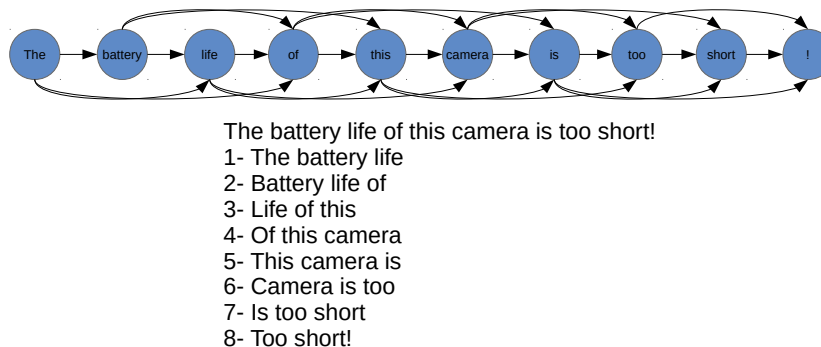 The battery life of this camera is too short !
The battery life of this camera is too short!
1- The battery life
2- Battery life of
3- Life of this
4- Of this camera
5- This camera is
6- Camera is too
7- Is too short
8- Too short!